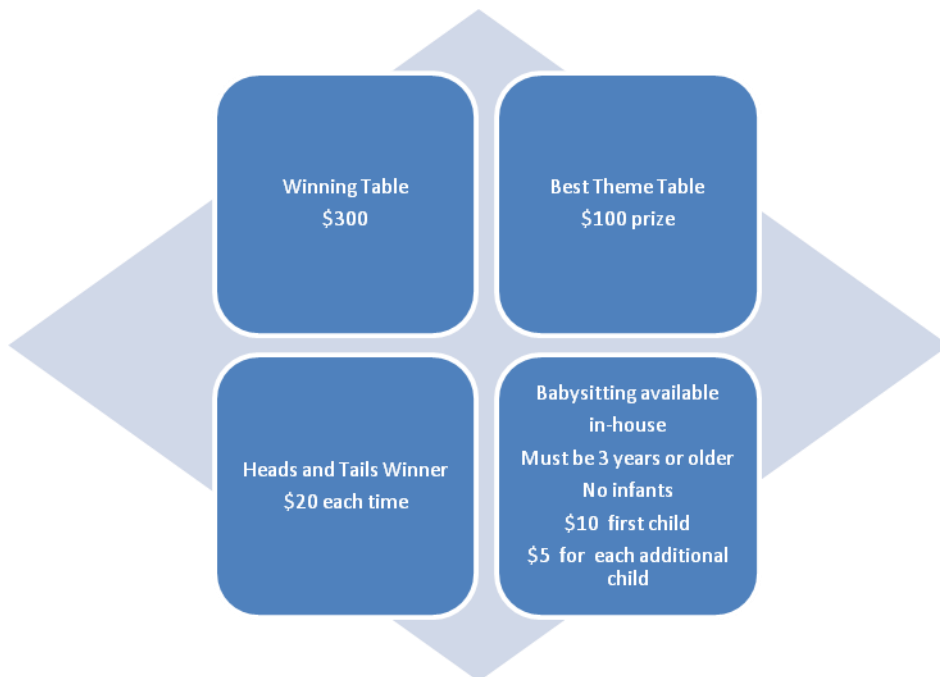 Winning Table
$300
Best Theme Table
$100 prize
Heads and Tails Winner
$20 each time
Babysitting available
in-house
Must be 3 years or older
No infants
$10  first child
$5  for  each additional
child